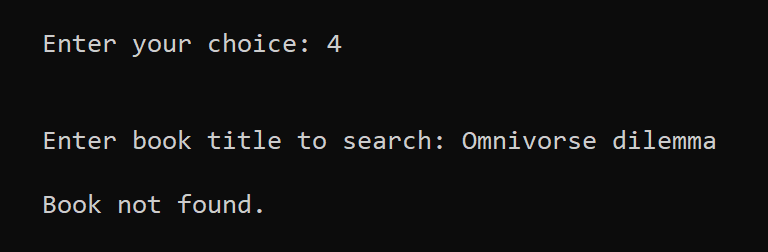 Enter your choice: 4
Enter book title to search: Omnivorse dilemma
Book not found.